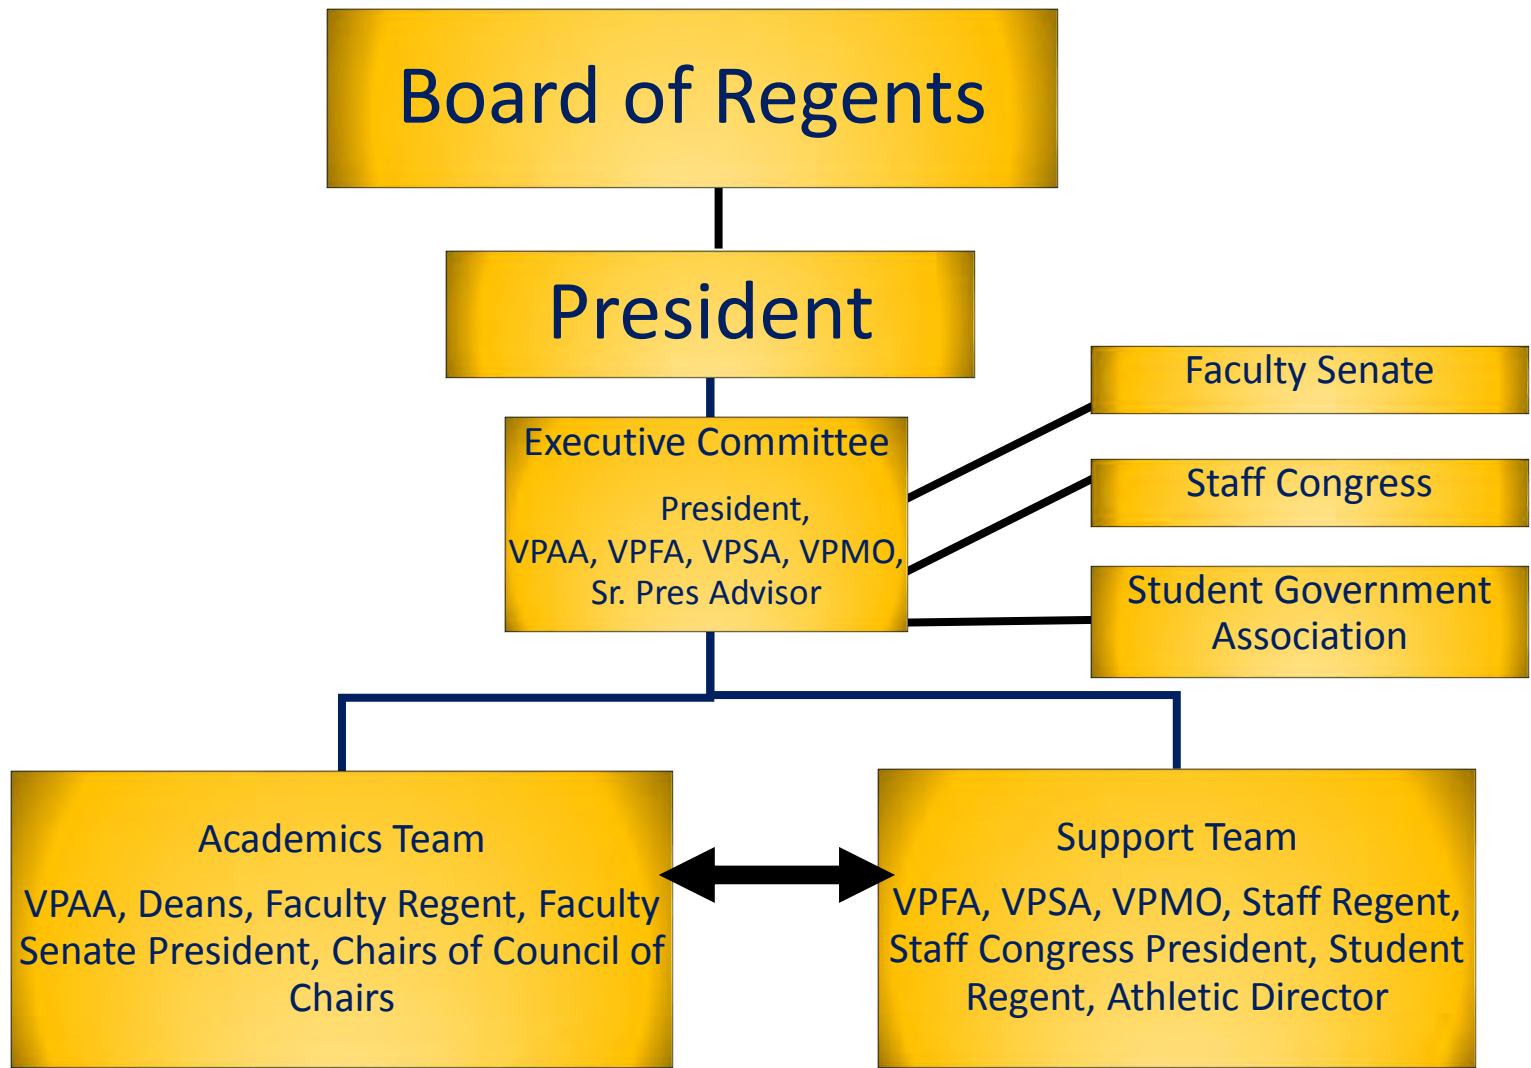 Board of Regents
President
Executive Committee
President,
VPAA, VPFA, VPSA, VPMO,
Sr. Pres Advisor
Faculty Senate
Staff Congress
Student Government
Association
Academics Team
VPAA, Deans, Faculty Regent, Faculty
Senate President, Chairs of Council of
Chairs
Support Team
VPFA, VPSA, VPMO, Staff Regent,
Staff Congress President, Student
Regent, Athletic Director